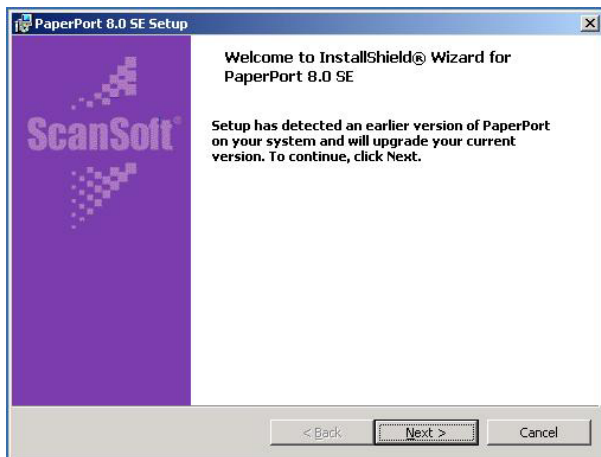 PaperPort 8.0 SE Setup
Welcome to InstallShield® Wizard for
PaperPort 8.0 SE
ScanSoft®
Setup has detected an earlier version of PaperPort
on your system and will upgrade your current
version. To continue, click Next.
< Back Next > Cancel